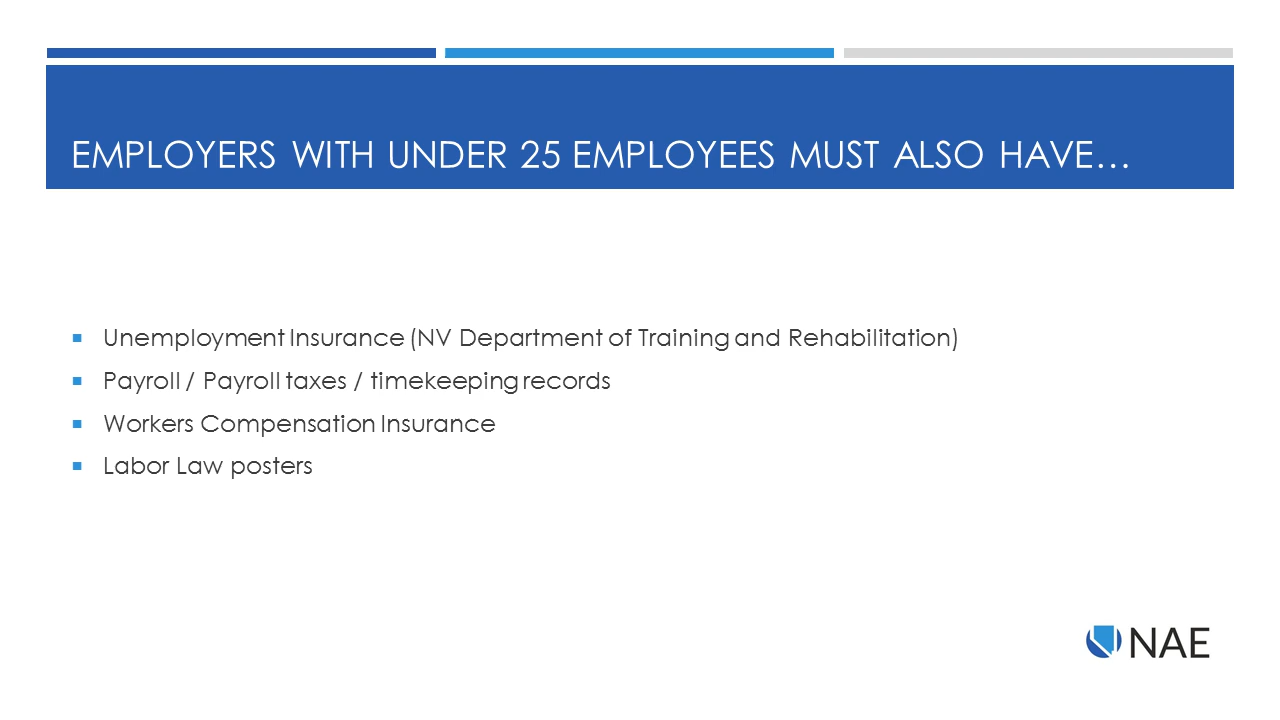 EMPLOYERS WITH UNDER 25 EMPLOYEES MUST ALSO HAVE…
Unemployment Insurance (NV Department of Training and Rehabilitation)
Payroll / Payroll taxes / timekeeping records
Workers Compensation Insurance
Labor Law posters
NAE